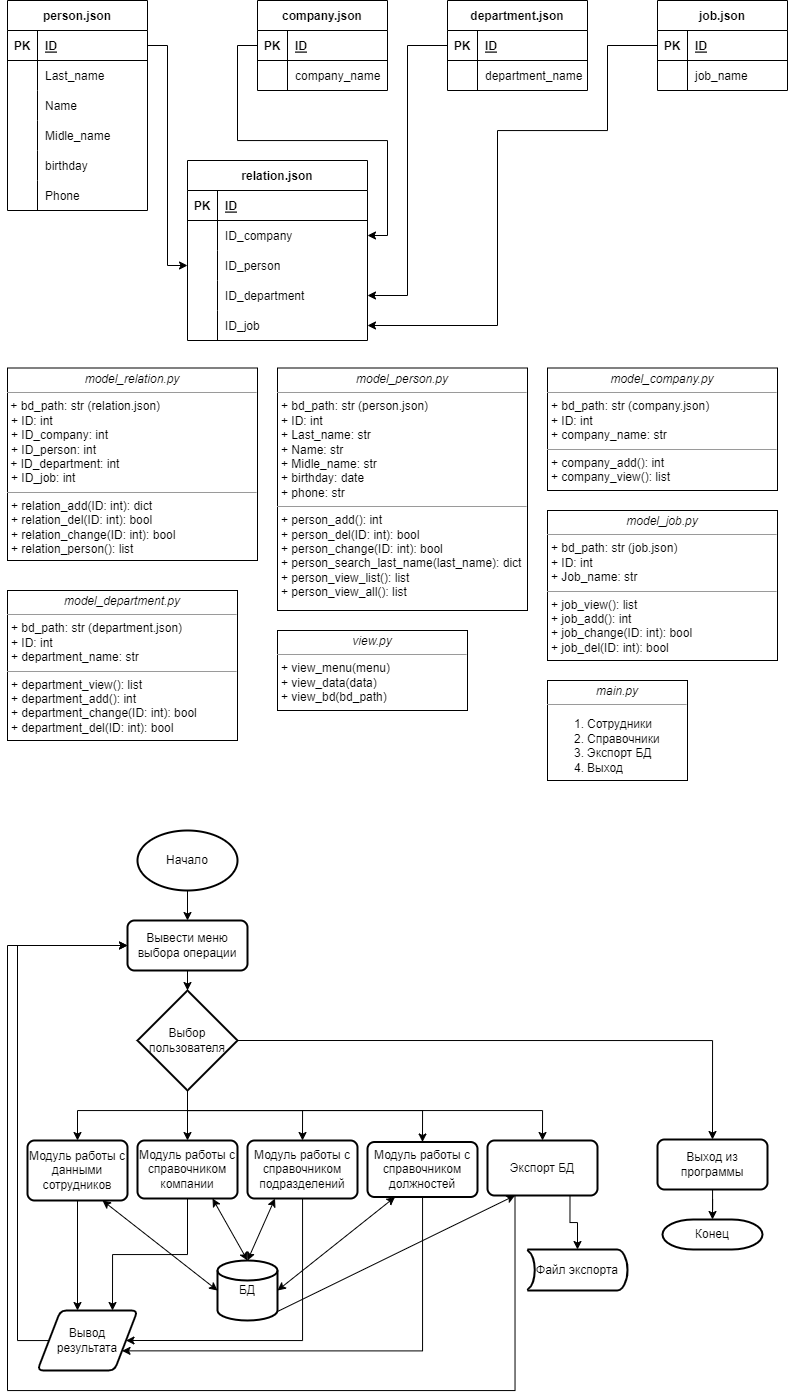 person.json
PK ID
Last_name
Name
Midle_name
birthday
Phone
company.json
PK ID
company_name
department.json
PK ID
department_name
job.json
PK ID
job_name
relation.json
PK ID
ID_company
ID_person
ID_department
ID_job
model_relation.py
+ bd_path: str (relation.json)
+ ID: int
+ ID_company: int
+ ID_person: int
+ ID_department: int
+ ID_job: int
+ relation_add(ID: int): dict
+ relation_del(ID: int): bool
+ relation_change(ID: int): bool
+ relation_person(): list
model_person.py
+ bd_path: str (person.json)
+ ID: int
+ Last_name: str
+ Name: str
+ Midle_name: str
+ birthday: date
+ phone: str
+ person_add(): int
+ person_del(ID: int): bool
+ person_change(ID: int): bool
+ person_search_last_name(last_name): dict
+ person_view_list(): list
+ person_view_all(): list
model_company.py
+ bd_path: str (company.json)
+ ID: int
+ company_name: str
+ company_add(): int
+ company_view(): list
model_job.py
+ bd_path: str (job.json)
+ ID: int
+ Job_name: str
+ job_view(): list
+ job_add(): int
+ job_change(ID: int): bool
+ job_del(ID: int): bool
model_department.py
+ bd_path: str (department.json)
+ ID: int
+ department_name: str
+ department_view(): list
+ department_add(): int
+ department_change(ID: int): bool
+ department_del(ID: int): bool
view.py
+ view_menu(menu)
+ view_data(data)
+ view_bd(bd_path)
main.py
1. Сотрудники
2. Справочники
3. Экспорт БД
4. Выход
Начало
Вывести меню
выбора операции
Выбор
пользователя
Модуль работы с
данными
сотрудников
Модуль работы с
справочником
компании
Модуль работы с
справочником
подразделений
Модуль работы с
справочником
должностей
Экспорт БД
Выход из
программы
Конец
БД
Файл экспорта
Вывод
результата